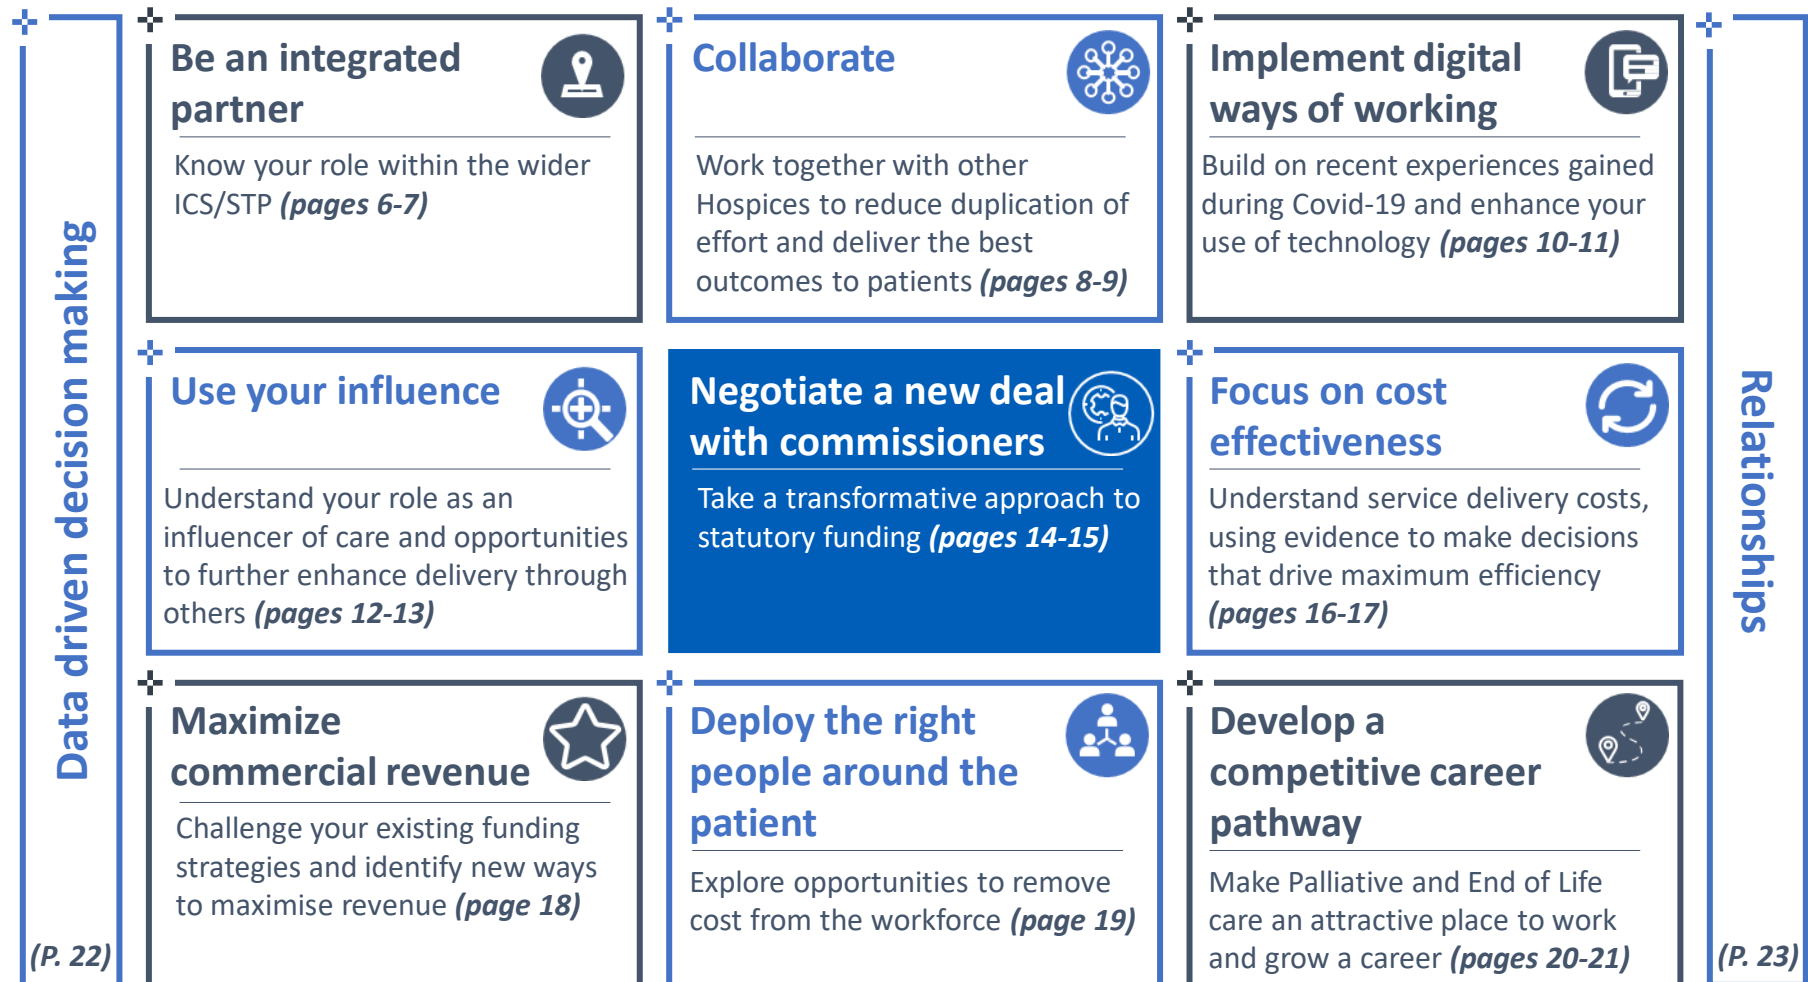 Data driven decision making
(P. 22)
Be an integrated
partner
Know your role within the wider
ICS/STP (pages 6-7)
Collaborate
Work together with other
Hospices to reduce duplication of
effort and deliver the best
outcomes to patients (pages 8-9)
Implement digital
ways of working
Build on recent experiences gained
during Covid-19 and enhance your
use of technology (pages 10-11)
Use your influence
Understand your role as an
influencer of care and opportunities
to further enhance delivery through
others (pages 12-13)
Negotiate a new deal
with commissioners
Take a transformative approach to
statutory funding (pages 14-15)
Focus on cost
effectiveness
Understand service delivery costs,
using evidence to make decisions
that drive maximum efficiency
(pages 16-17)
Maximize
commercial revenue
Challenge your existing funding
strategies and identify new ways
to maximise revenue (page 18)
Deploy the right
people around the
patient
Explore opportunities to remove
cost from the workforce (page 19)
Develop a
competitive career
pathway
Make Palliative and End of Life
care an attractive place to work
and grow a career (pages 20-21)
Relationships
(P. 23)